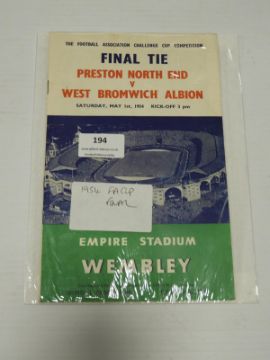 THE FOOTBALL ASSOCIATION CHALLENGE CUP COMPETITION
FINAL TIE
PRESTON NORTH END
v
WEST BROMWICH ALBION
SATURDAY, MAY 1st, 1954 KICK-OFF 3 pm
194
1954 FA CUP
FINAL
EMPIRE STADIUM
WEMBLEY